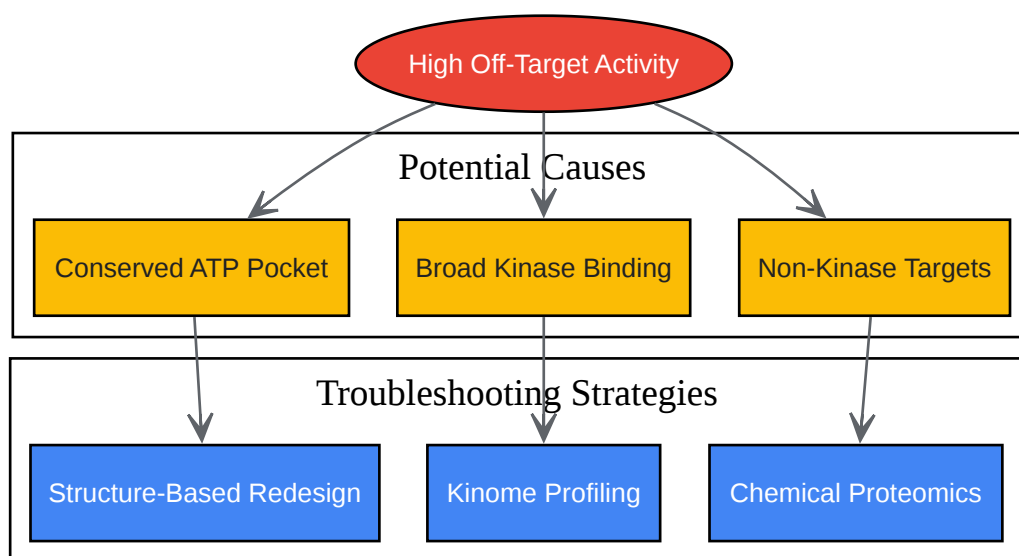 High Off-Target Activity
Potential Causes
Conserved ATP Pocket
Broad Kinase Binding
Non-Kinase Targets
Troubleshooting Strategies
Structure-Based Redesign
Kinome Profiling
Chemical Proteomics